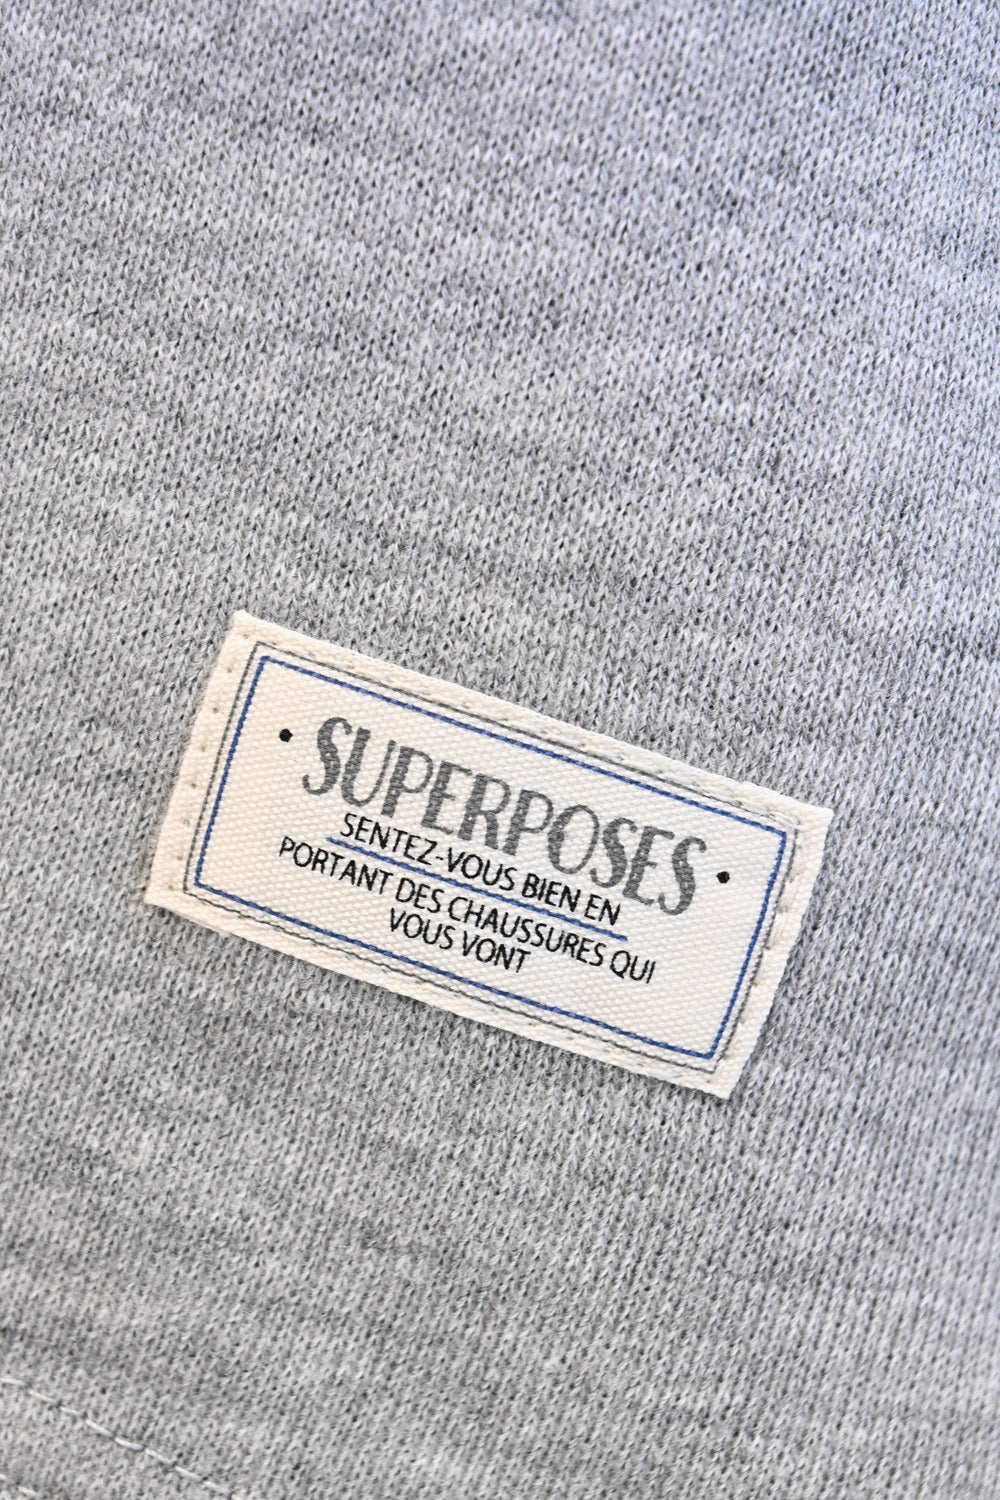 • SUPERPOSES •
SENTEZ-VOUS BIEN EN
PORTANT DES CHAUSSURES QUI
VOUS VONT